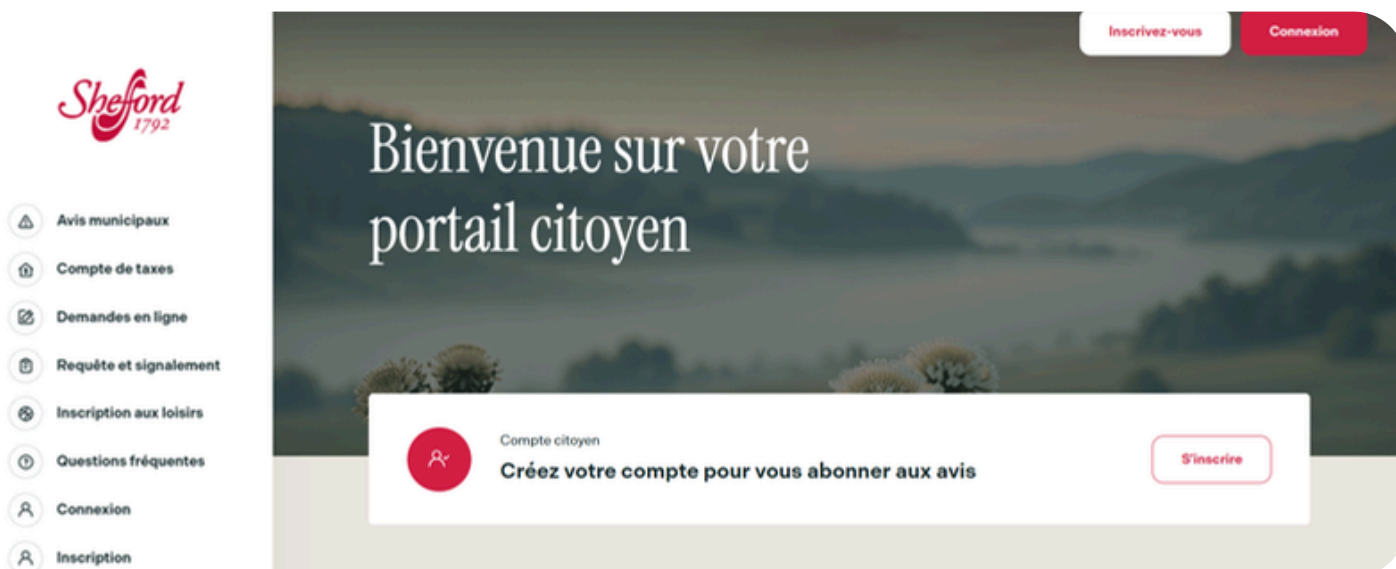 Shefford
1792
Avis municipaux
Compte de taxes
Demandes en ligne
Requête et signalement
Inscription aux loisirs
Questions fréquentes
Connexion
Inscription
Inscrivez-vous
Connexion
Bienvenue sur votre
portail citoyen
Compte citoyen
Créez votre compte pour vous abonner aux avis
S'inscrire